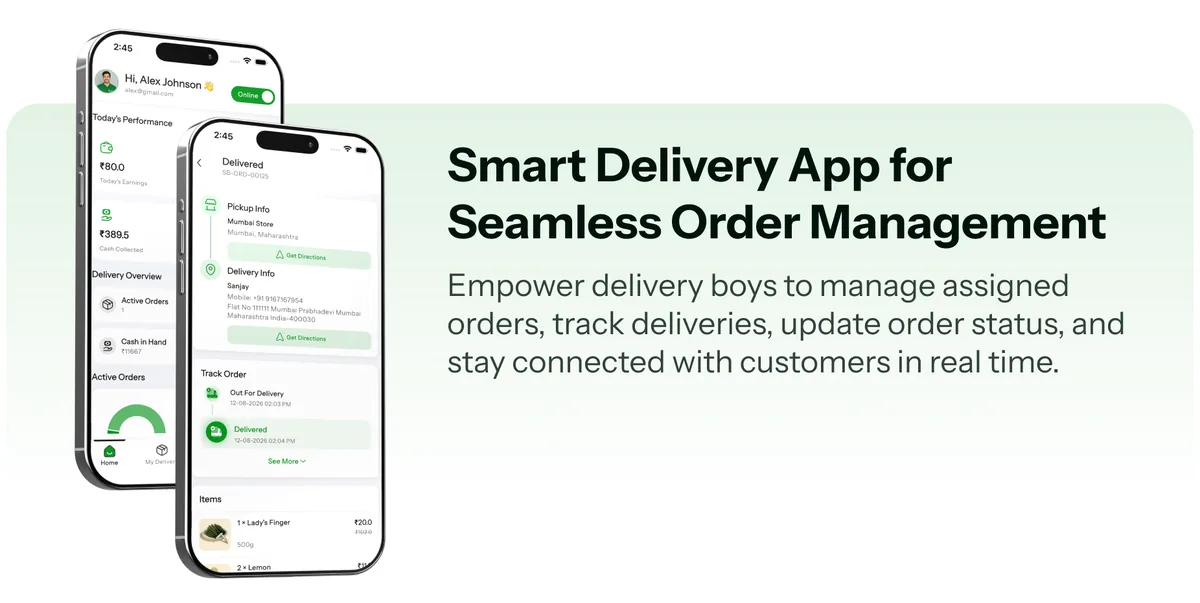 2:45
Hi, Alex Johnson 👋
alex@gmail.com
Online
Today's Performance
₹80.0
Today's Earnings
₹389.5
Cash Collected
Delivery Overview
Active Orders
1
Cash in Hand
₹11667
Active Orders
Home
My Deliver
2:45
Delivered
SB-ORD-00125
Pickup Info
Mumbai Store
Mumbai, Maharashtra
Get Directions
Delivery Info
Sanjay
Mobile: +91 9167167954
Flat No 111111 Mumbai Prabhadevi Mumbai
Maharashtra India-400030
Get Directions
Track Order
Out For Delivery
12-08-2026 02:03 PM
Delivered
12-08-2026 02:04 PM
See More
Items
1 × Lady's Finger
₹20.0
500g
2 × Lemon
Smart Delivery App for
Seamless Order Management
Empower delivery boys to manage assigned
orders, track deliveries, update order status, and
stay connected with customers in real time.